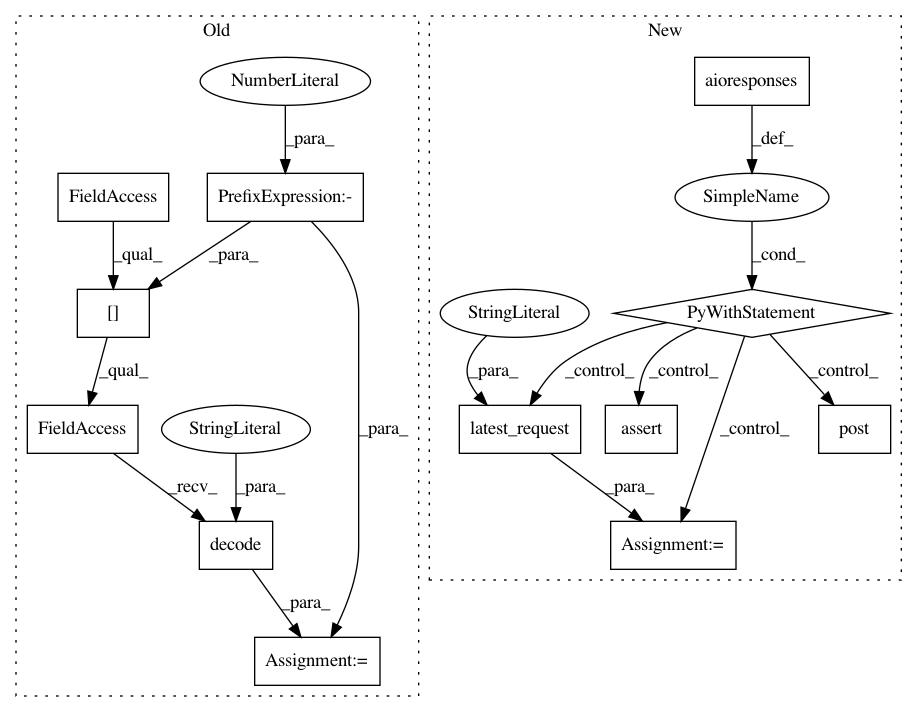 Old
New
NumberLiteral
aioresponses
_para_
_def_
FieldAccess
PrefixExpression:-
SimpleName
_qual_
_para_
_cond_
[]
StringLiteral
PyWithStatement
_qual_
_para_
_para_
_control_
_control_
_control_
_control_
FieldAccess
StringLiteral
latest_request
assert
post
_recv_
_para_
_para_
decode
Assignment:=
_para_
Assignment:=